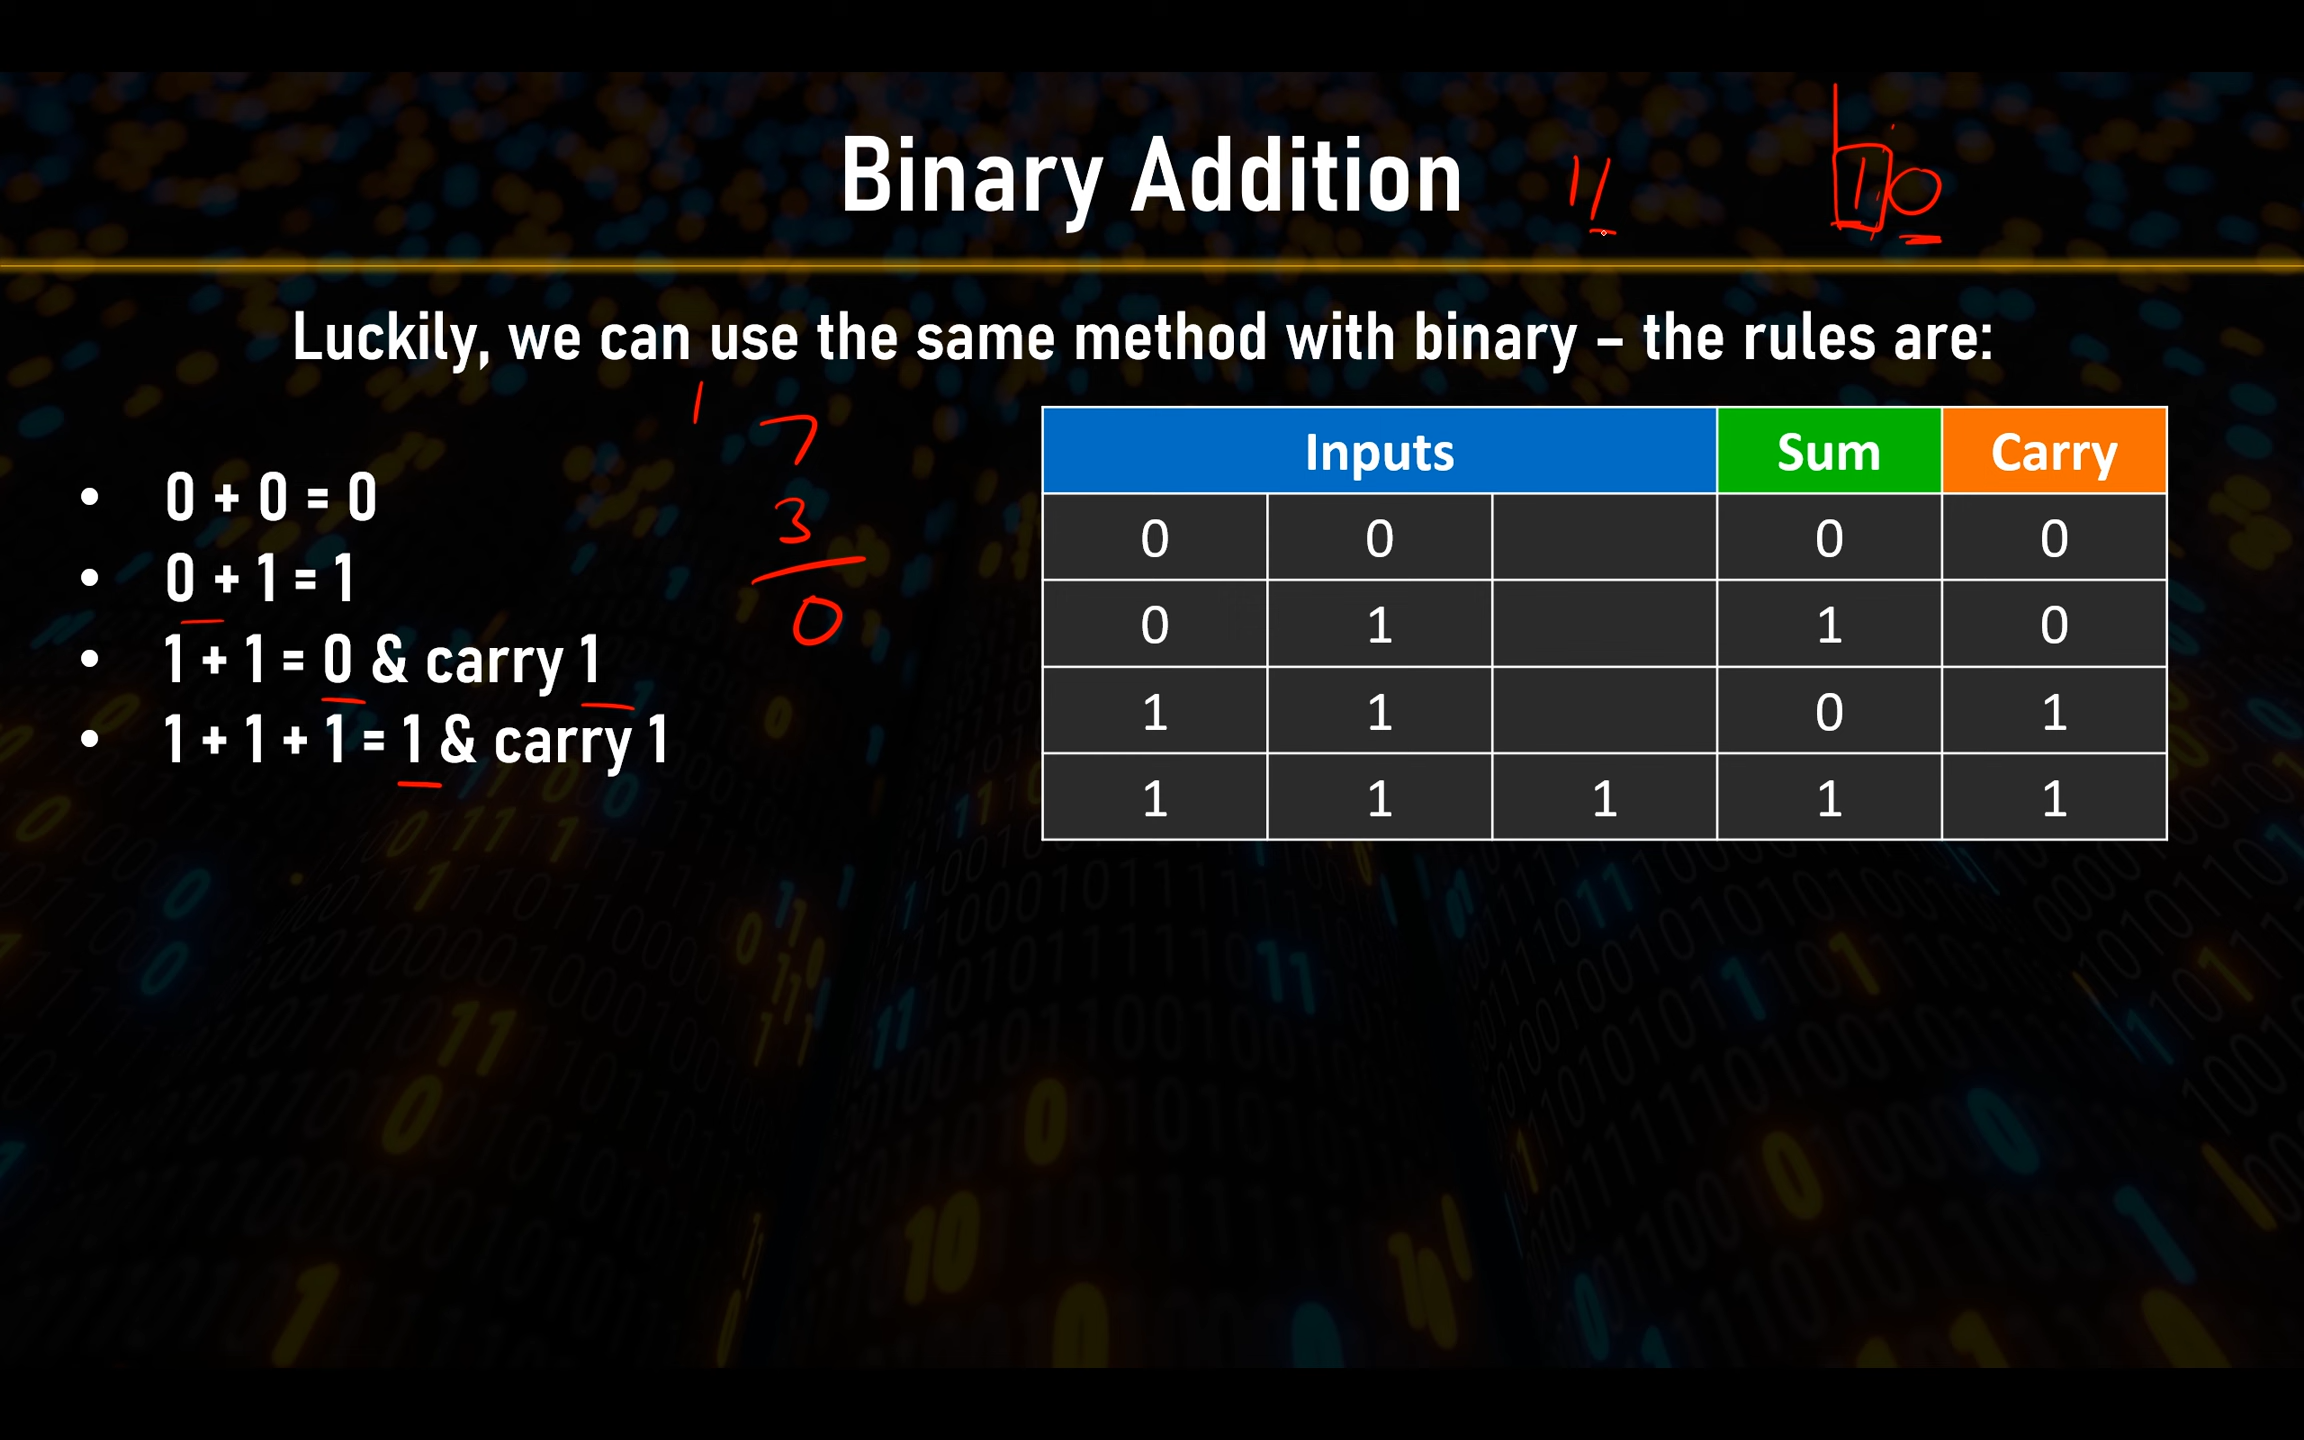 Binary Addition
11
10
Luckily, we can use the same method with binary – the rules are:
• 0 + 0 = 0
• 0 + 1 = 1
• 1 + 1 = 0 & carry 1
• 1 + 1 + 1 = 1 & carry 1
1
7
3
0
Inputs Sum Carry
0 0 0 0
0 1 1 0
1 1 0 1
1 1 1 1 1